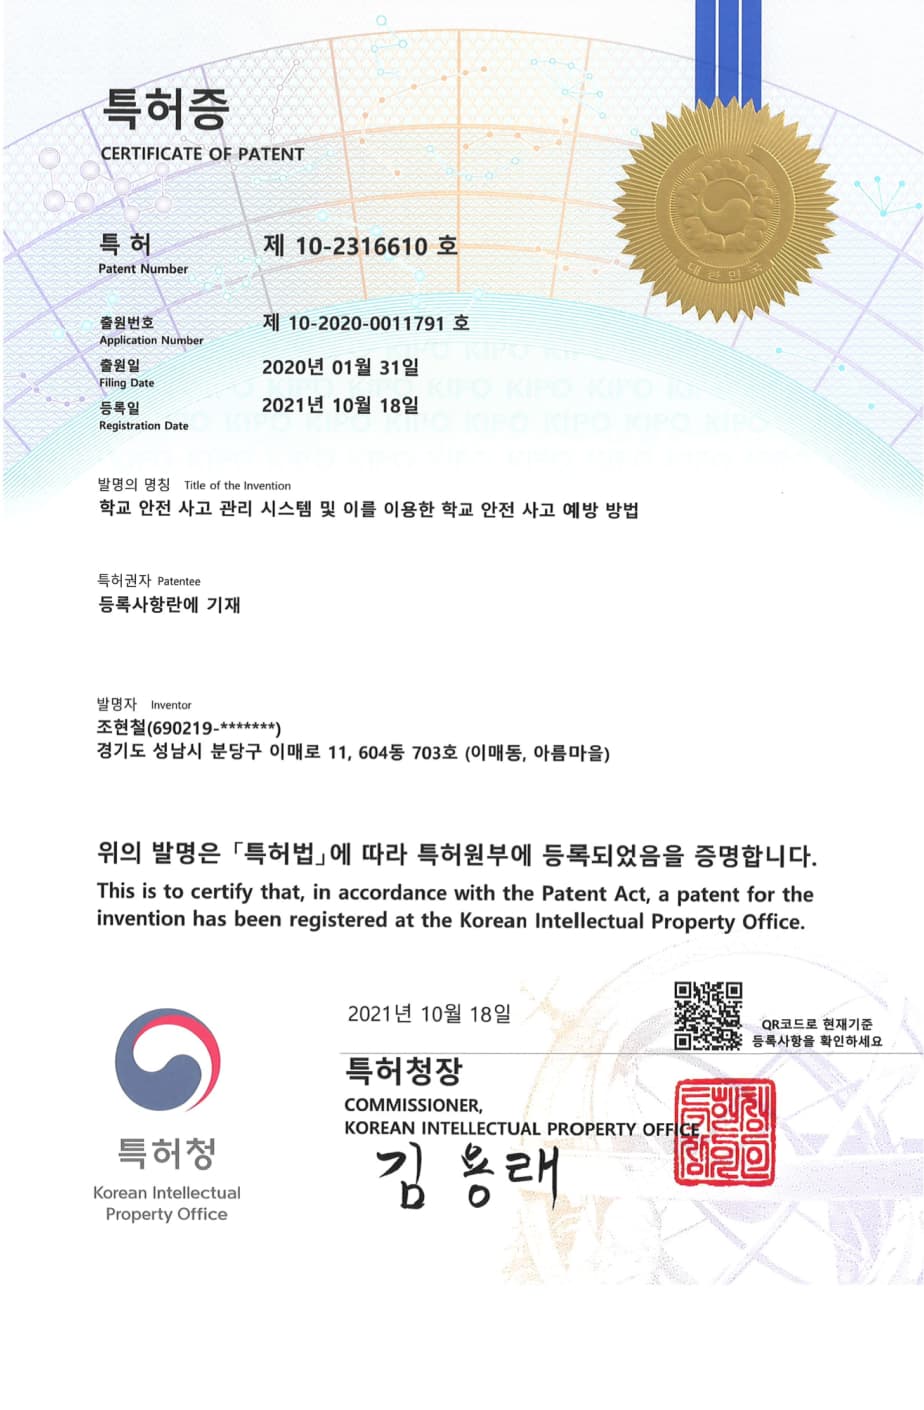 특허증
CERTIFICATE OF PATENT
특 허
Patent Number
제 10-2316610 호
출원번호
Application Number
제 10-2020-0011791 호
출원일
Filing Date
2020년 01월 31일
등록일
Registration Date
2021년 10월 18일
발명의 명칭 Title of the Invention
학교 안전 사고 관리 시스템 및 이를 이용한 학교 안전 사고 예방 방법
특허권자 Patentee
등록사항란에 기재
발명자 Inventor
조현철(690219-*******)
경기도 성남시 분당구 이매로 11, 604동 703호 (이매동, 아름마을)
위의 발명은 「특허법」에 따라 특허원부에 등록되었음을 증명합니다.
This is to certify that, in accordance with the Patent Act, a patent for the
invention has been registered at the Korean Intellectual Property Office.
2021년 10월 18일
QR코드로 현재기준
등록사항을 확인하세요
특허청장
COMMISSIONER,
KOREAN INTELLECTUAL PROPERTY OFFICE
김용래
특허청
Korean Intellectual
Property Office
대한민국
KIPO KIPO KIPO KIPO KIPO KIPO